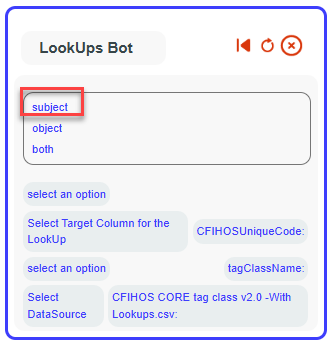 LookUps Bot
subject
object
both
select an option
Select Target Column for the
LookUp
CFIHOSUniqueCode:
select an option
tagClassName:
Select
DataSource
CFIHOS CORE tag class v2.0 -With
Lookups.csv: